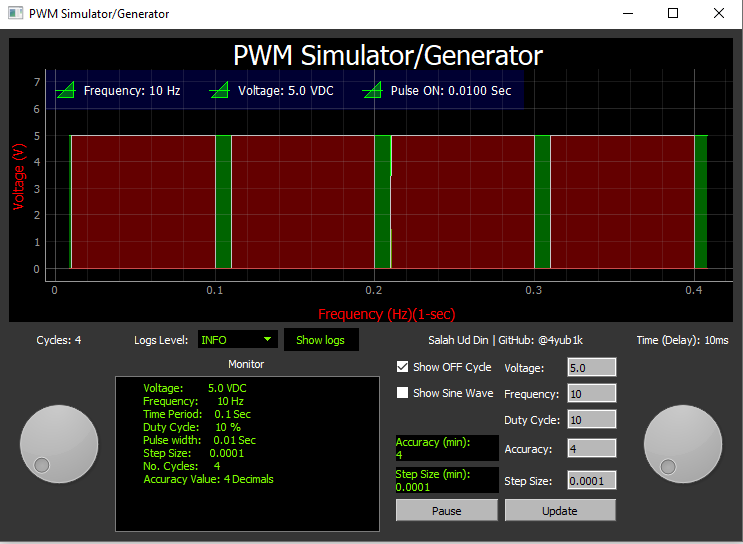 PWM Simulator/Generator
PWM Simulator/Generator
Frequency: 10 Hz Voltage: 5.0 VDC Pulse ON: 0.0100 Sec
7
6
5
4
3
2
1
0
Voltage (V)
0 0.1 0.2 0.3 0.4
Frequency (Hz)(1-sec)
Cycles: 4 Logs Level: INFO Show logs Salah Ud Din | GitHub: @4yub1k Time (Delay): 10ms
Monitor
Voltage: 5.0 VDC
Frequency: 10 Hz
Time Period: 0.1 Sec
Duty Cycle: 10 %
Pulse width: 0.01 Sec
Step Size: 0.0001
No. Cycles: 4
Accuracy Value: 4 Decimals
Show OFF Cycle Voltage: 5.0
Show Sine Wave Frequency: 10
Duty Cycle: 10
Accuracy (min):
4
Accuracy: 4
Step Size (min):
0.0001
Step Size: 0.0001
Pause Update